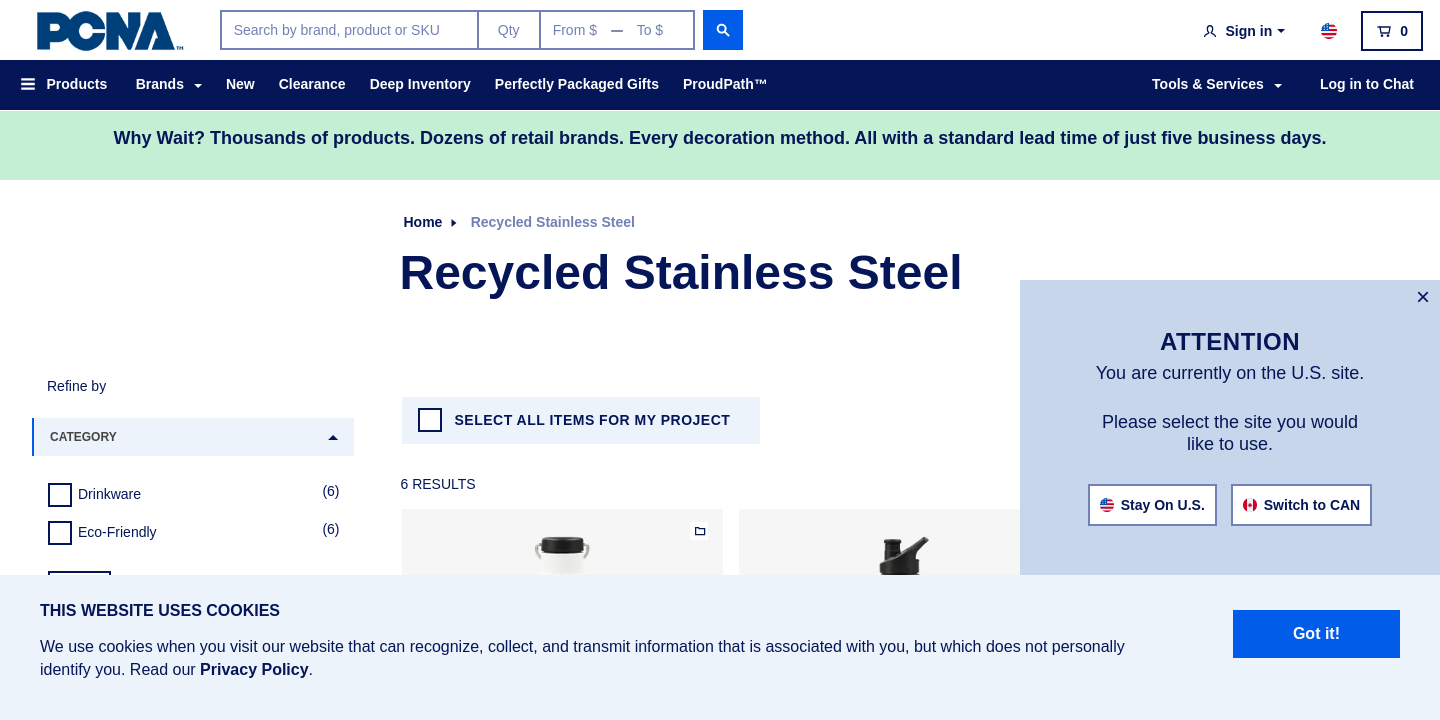 PCNA™
Search by brand, product or SKU
Qty
From $ — To $
Sign in
0
Products
Brands
New
Clearance
Deep Inventory
Perfectly Packaged Gifts
ProudPath™
Tools & Services
Log in to Chat
Why Wait? Thousands of products. Dozens of retail brands. Every decoration method. All with a standard lead time of just five business days.
Home
Recycled Stainless Steel
Recycled Stainless Steel
Refine by
CATEGORY
Drinkware (6)
Eco-Friendly (6)
SELECT ALL ITEMS FOR MY PROJECT
6 RESULTS
×
ATTENTION
You are currently on the U.S. site.
Please select the site you would
like to use.
Stay On U.S.
Switch to CAN
THIS WEBSITE USES COOKIES
We use cookies when you visit our website that can recognize, collect, and transmit information that is associated with you, but which does not personally
identify you. Read our Privacy Policy.
Got it!